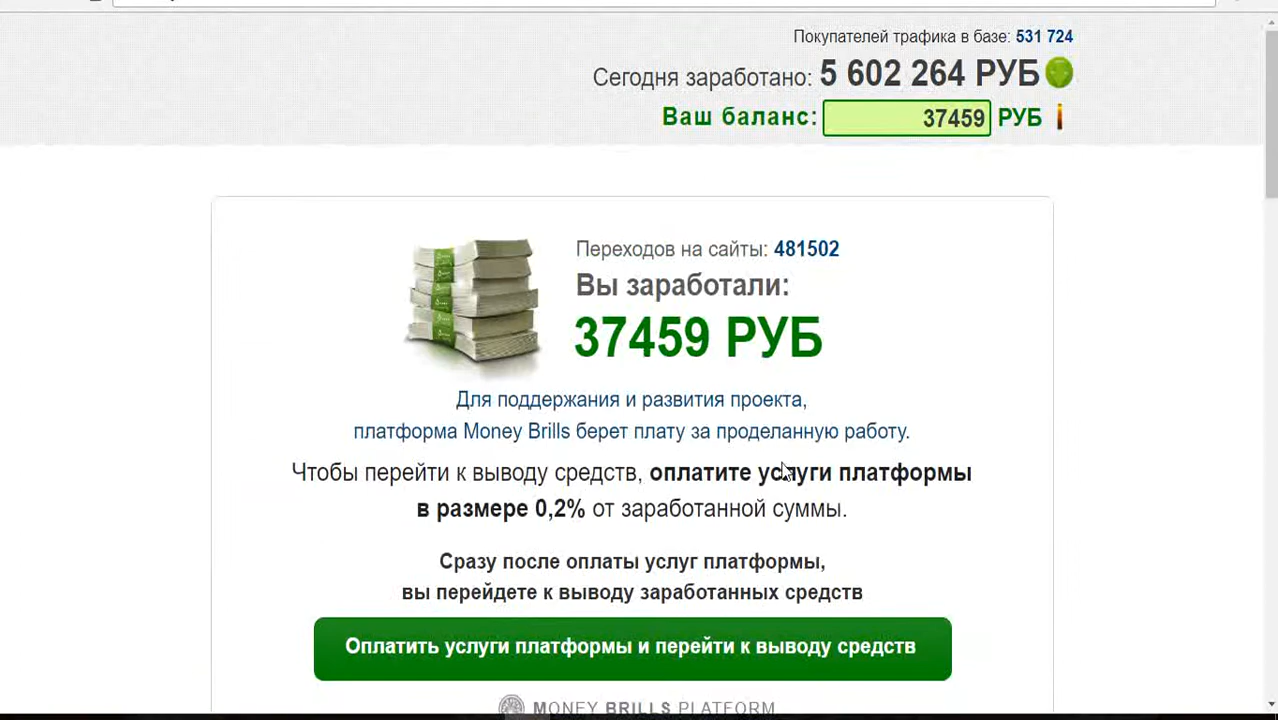 Покупателей трафика в базе: 531 724
Сегодня заработано: 5 602 264 РУБ
Ваш баланс: 37459 РУБ
Переходов на сайты: 481502
Вы заработали:
37459 РУБ
Для поддержания и развития проекта,
платформа Money Brills берет плату за проделанную работу.
Чтобы перейти к выводу средств, оплатите услуги платформы
в размере 0,2% от заработанной суммы.
Сразу после оплаты услуг платформы,
вы перейдете к выводу заработанных средств
Оплатить услуги платформы и перейти к выводу средств
MONEY BRILLS PLATFORM